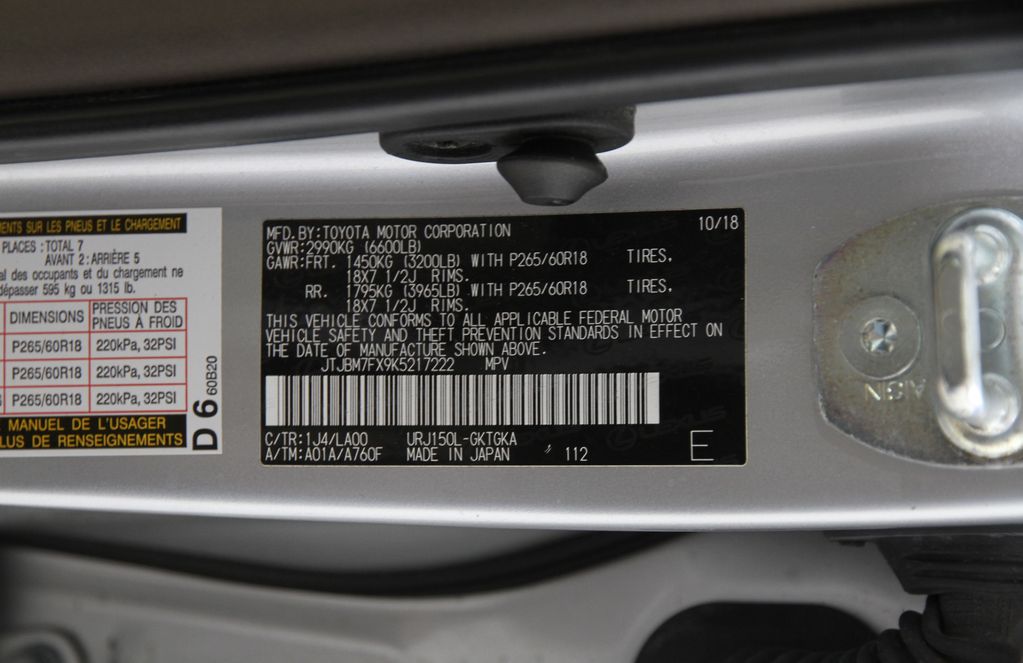 MENTS SUR LES PNEUS ET LE CHARGEMENT
PLACES : TOTAL 7
AVANT 2 : ARRIÈRE 5
al des occupants et du chargement ne
dépasser 595 kg ou 1315 lb.
DIMENSIONS PRESSION DES PNEUS À FROID
P265/60R18 220kPa, 32PSI
P265/60R18 220kPa, 32PSI
P265/60R18 220kPa, 32PSI
MANUEL DE L'USAGER
PLUS DE RENSEIGNEMENTS
D6 60B20
MFD. BY: TOYOTA MOTOR CORPORATION 10/18
GVWR:2990KG (6600LB)
GAWR:FRT. 1450KG (3200LB) WITH P265/60R18 TIRES.
18X7 1/2J RIMS.
RR. 1795KG (3965LB) WITH P265/60R18 TIRES.
18X7 1/2J RIMS.
THIS VEHICLE CONFORMS TO ALL APPLICABLE FEDERAL MOTOR
VEHICLE SAFETY AND THEFT PREVENTION STANDARDS IN EFFECT ON
THE DATE OF MANUFACTURE SHOWN ABOVE.
JTJBM7FX9K5217222 MPV
C/TR:1J4/LA00 URJ150L-GKTGKA
A/TM:A01A/A760F MADE IN JAPAN 〃 112 E
AISIN